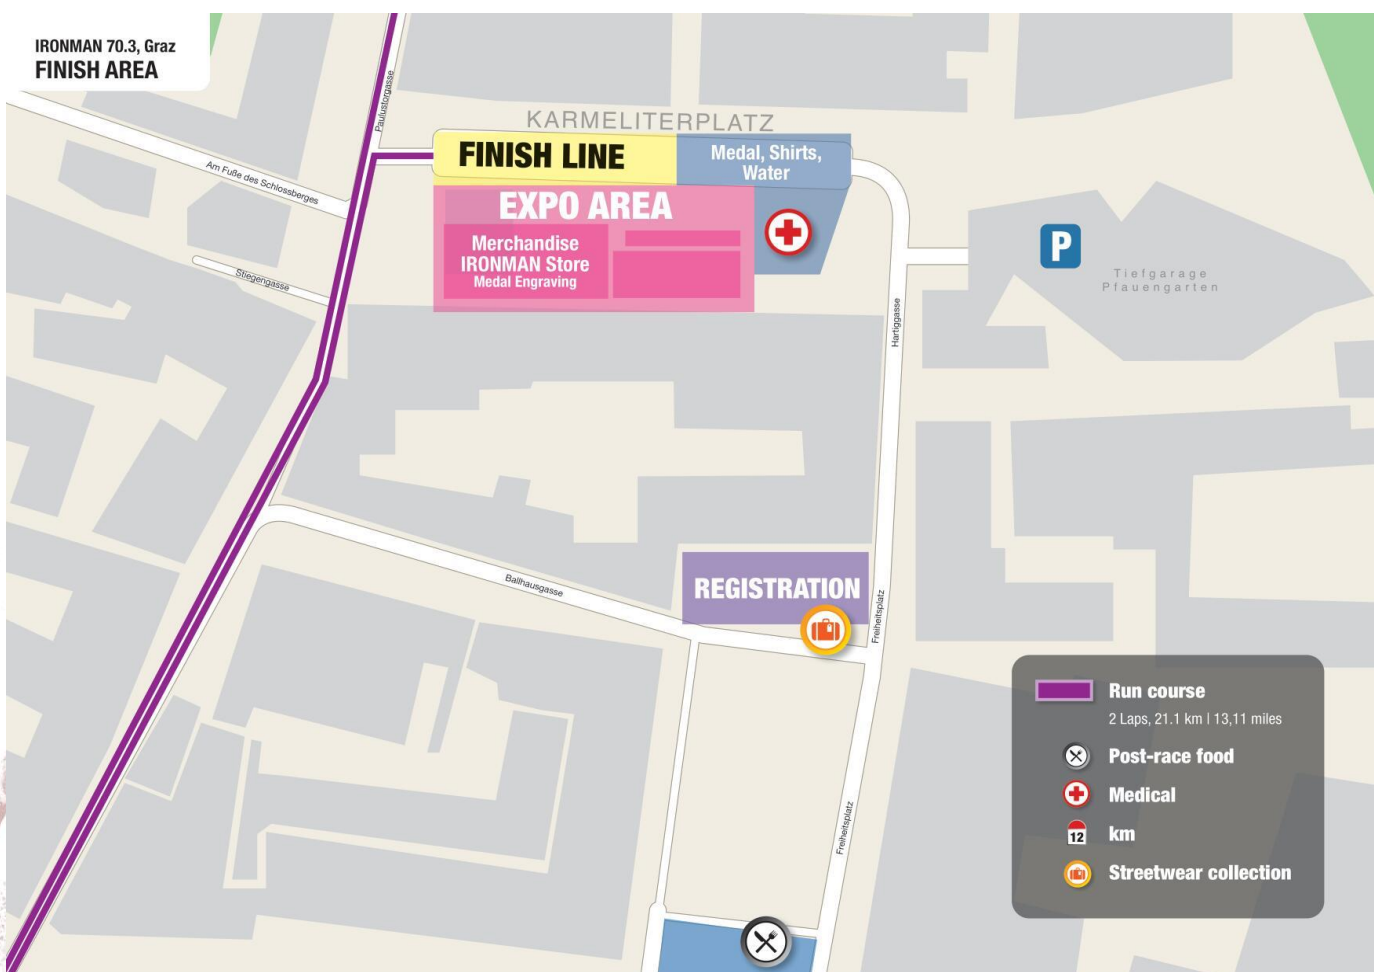 IRONMAN 70.3, Graz
FINISH AREA
Paulustorgasse
KARMELITERPLATZ
FINISH LINE
Medal, Shirts,
Water
Am Fuße des Schlossberges
EXPO AREA
Merchandise
IRONMAN Store
Medal Engraving
P
Tiefgarage
Pfauengarten
Stiegengasse
Hartiggasse
Ballhausgasse
REGISTRATION
Freiheitsplatz
Run course
2 Laps, 21.1 km | 13,11 miles
Post-race food
Medical
12
km
Streetwear collection
Freiheitsplatz